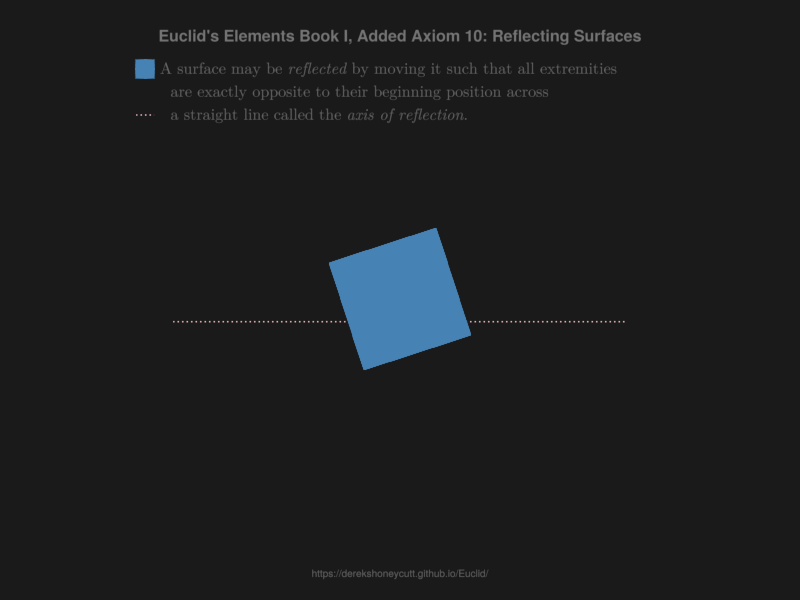 Euclid's Elements Book I, Added Axiom 10: Reflecting Surfaces
A surface may be reflected by moving it such that all extremities
are exactly opposite to their beginning position across
a straight line called the axis of reflection.
https://derekshoneycutt.github.io/Euclid/